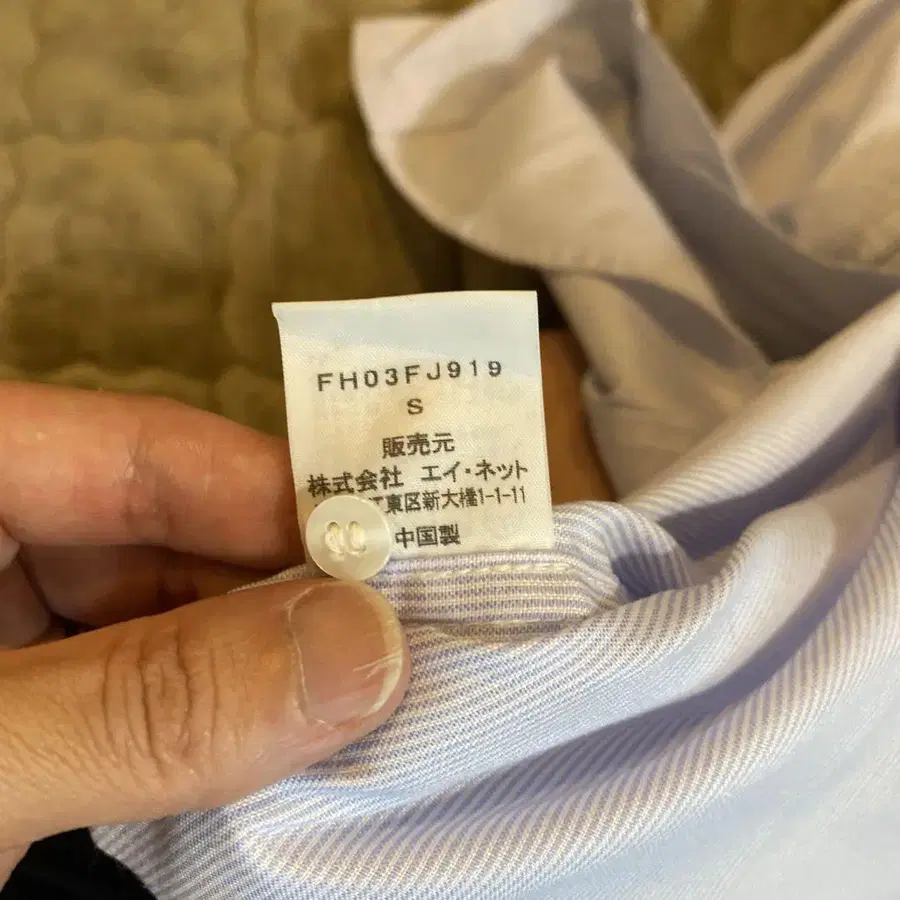 FH03FJ919
S
販売元
株式会社 エイ・ネット
東区新大橋1-1-11
中国製